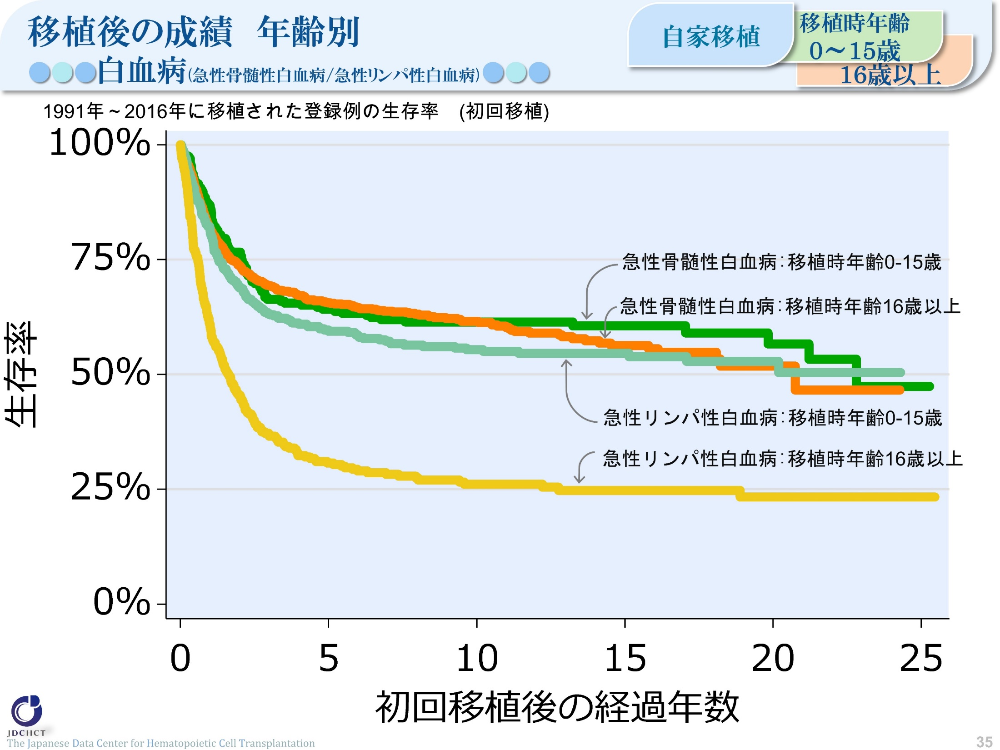 移植後の成績　年齢別
白血病(急性骨髄性白血病/急性リンパ性白血病)
自家移植
移植時年齢
0～15歳
16歳以上
1991年～2016年に移植された登録例の生存率　(初回移植)
100%
75%
50%
25%
0%
生存率
急性骨髄性白血病：移植時年齢0-15歳
急性骨髄性白血病：移植時年齢16歳以上
急性リンパ性白血病：移植時年齢0-15歳
急性リンパ性白血病：移植時年齢16歳以上
0 5 10 15 20 25
初回移植後の経過年数
JDCHCT
The Japanese Data Center for Hematopoietic Cell Transplantation
35